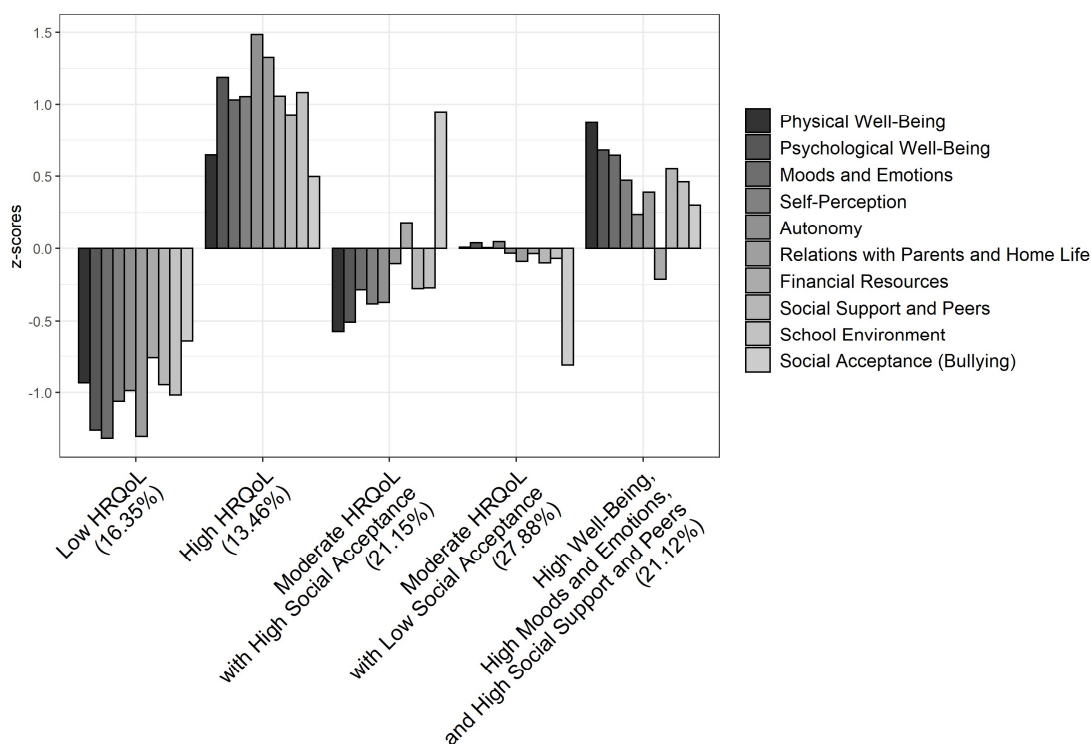 1.5
1.0
0.5
0.0
-0.5
-1.0
z-scores
Low HRQoL
(16.35%)
High HRQoL
(13.46%)
Moderate HRQoL
with High Social Acceptance
(21.15%)
Moderate HRQoL
with Low Social Acceptance
(27.88%)
High Well-Being,
High Moods and Emotions,
and High Social Support and Peers
(21.12%)
Physical Well-Being
Psychological Well-Being
Moods and Emotions
Self-Perception
Autonomy
Relations with Parents and Home Life
Financial Resources
Social Support and Peers
School Environment
Social Acceptance (Bullying)